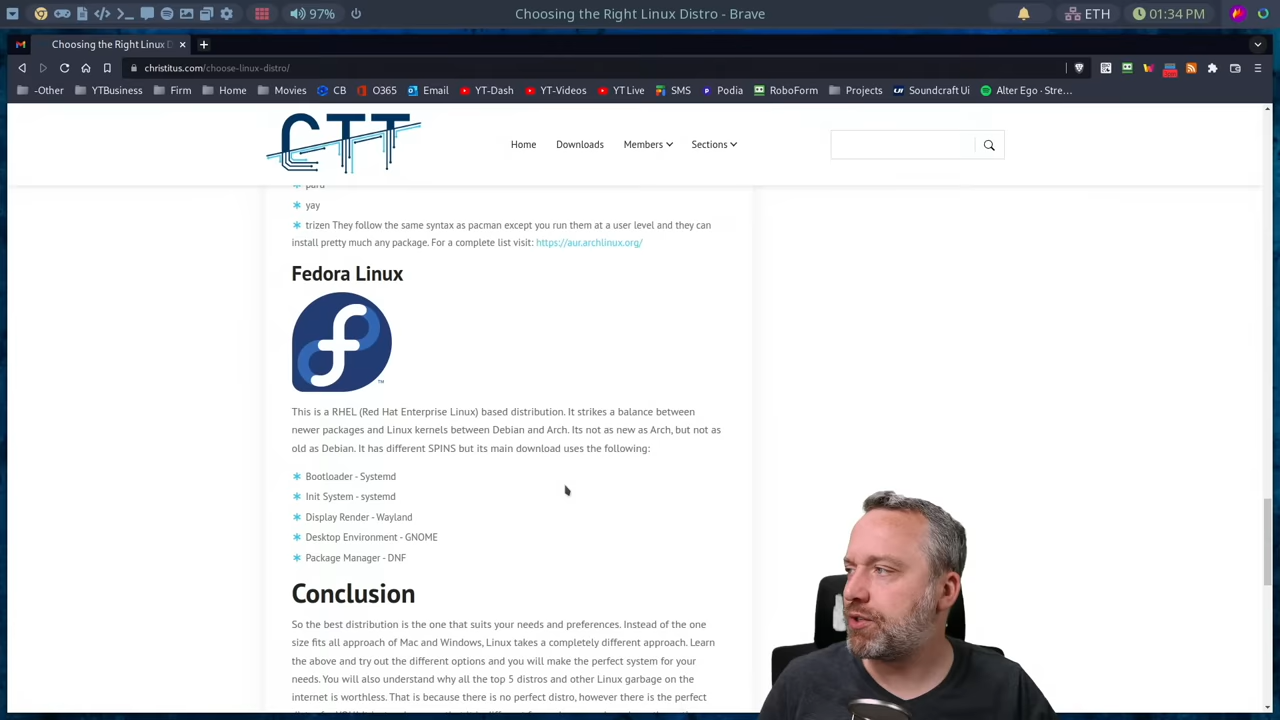 97%
Choosing the Right Linux Distro - Brave
ETH
01:34 PM
Choosing the Right Linux D
christitus.com/choose-linux-distro/
-Other
YTBusiness
Firm
Home
Movies
CB
O365
Email
YT-Dash
YT-Videos
YT Live
SMS
Podia
RoboForm
Projects
Soundcraft Ui
Alter Ego - Stre...
CTT
Home
Downloads
Members
Sections
paru
yay
trizen They follow the same syntax as pacman except you run them at a user level and they can
install pretty much any package. For a complete list visit: https://aur.archlinux.org/
Fedora Linux
TM
This is a RHEL (Red Hat Enterprise Linux) based distribution. It strikes a balance between
newer packages and Linux kernels between Debian and Arch. Its not as new as Arch, but not as
old as Debian. It has different SPINS but its main download uses the following:
Bootloader - Systemd
Init System - systemd
Display Render - Wayland
Desktop Environment - GNOME
Package Manager - DNF
Conclusion
So the best distribution is the one that suits your needs and preferences. Instead of the one
size fits all approach of Mac and Windows, Linux takes a completely different approach. Learn
the above and try out the different options and you will make the perfect system for your
needs. You will also understand why all the top 5 distros and other Linux garbage on the
internet is worthless. That is because there is no perfect distro, however there is the perfect